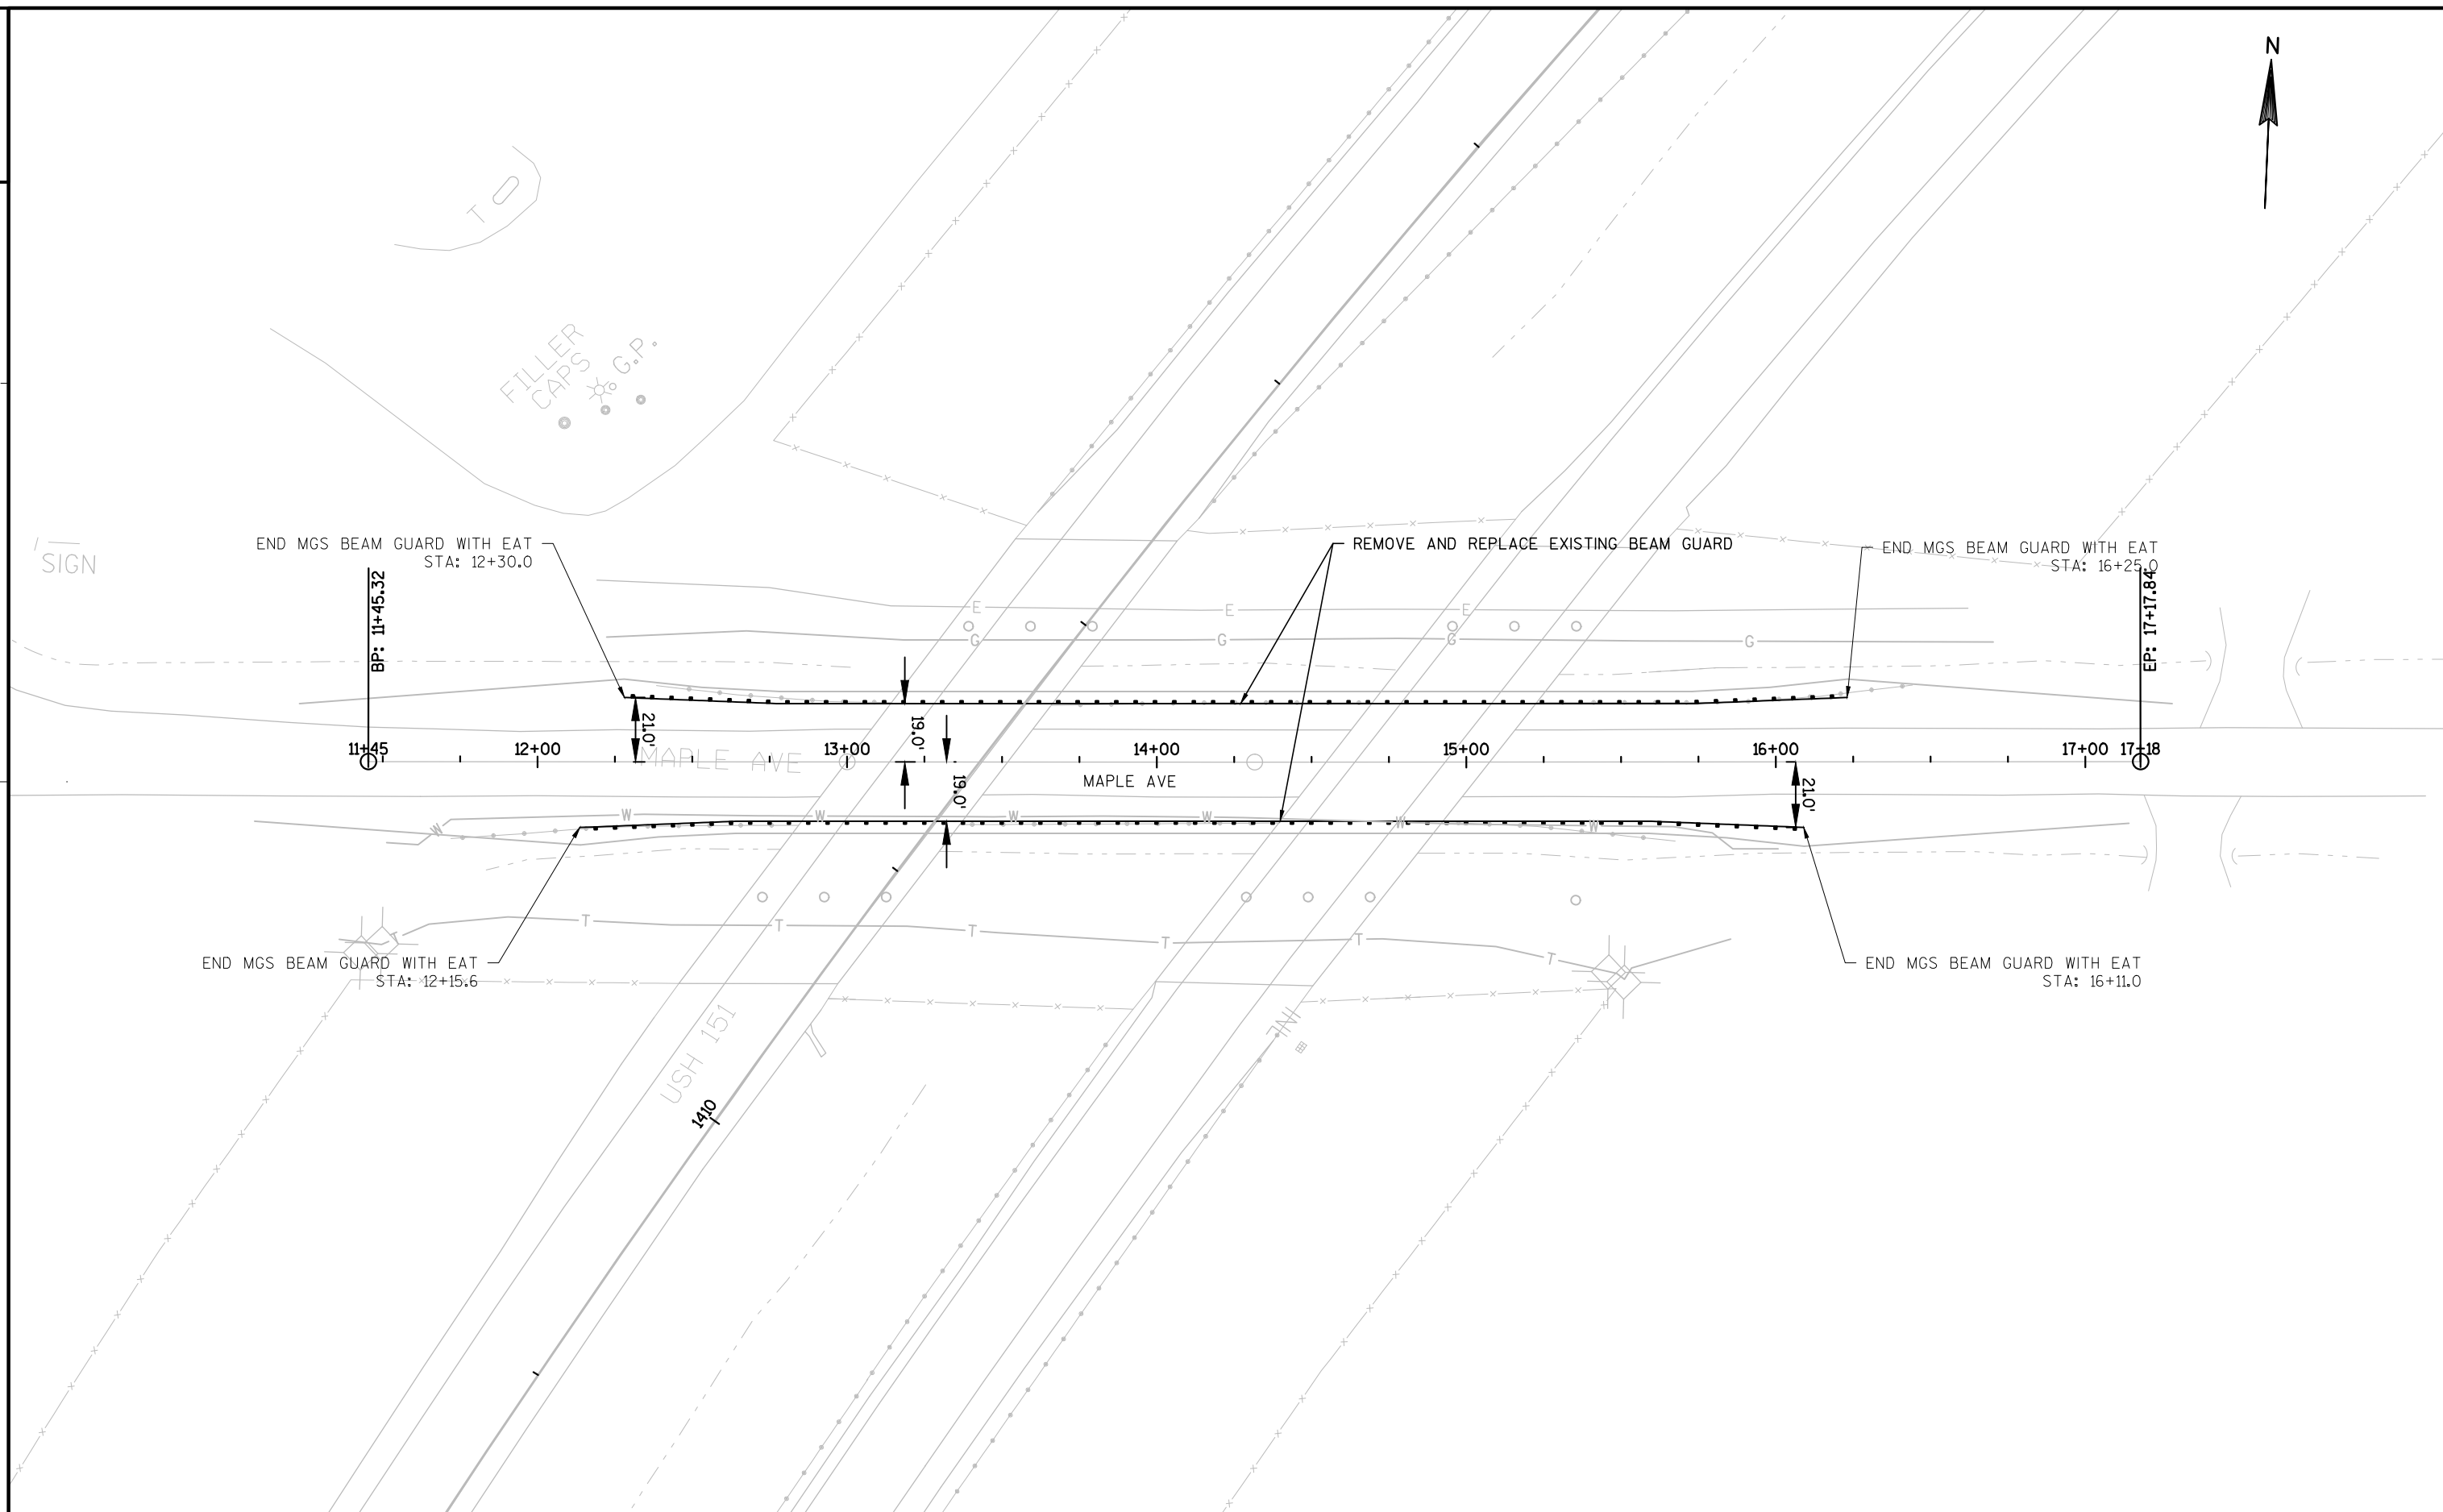 N
T
FILLER
CAPS
G.P.
SIGN
END MGS BEAM GUARD WITH EAT
STA: 12+30.0
REMOVE AND REPLACE EXISTING BEAM GUARD
END MGS BEAM GUARD WITH EAT
STA: 16+25.0
BP: 11+45.32
EP: 17+17.84
E E E
G G G G
21.0'
19.0'
11+45 12+00 13+00 14+00 15+00 16+00 17+00 17+18
MAPLE AVE
MAPLE AVE
19.0'
21.0'
W W W W W W W
T T T T T T T
END MGS BEAM GUARD WITH EAT
STA: 12+15.6
END MGS BEAM GUARD WITH EAT
STA: 16+11.0
USH 151
INL
1410